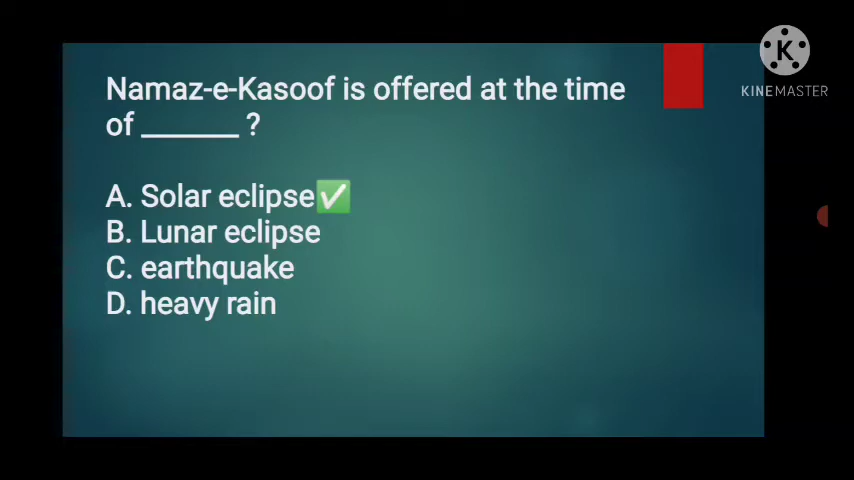 Namaz-e-Kasoof is offered at the time
of _______ ?
A. Solar eclipse✅
B. Lunar eclipse
C. earthquake
D. heavy rain
K
KINEMASTER